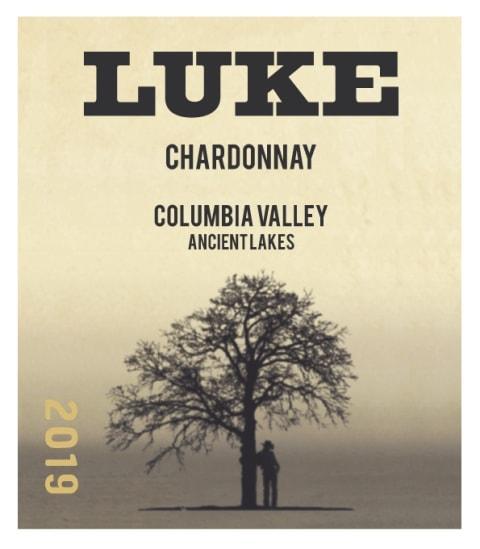 LUKE
CHARDONNAY
COLUMBIA VALLEY
ANCIENT LAKES
2019